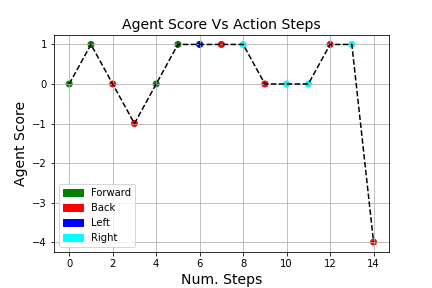 Agent Score Vs Action Steps
1
0
−1
−2
−3
−4
Agent Score
Forward
Back
Left
Right
0 2 4 6 8 10 12 14
Num. Steps